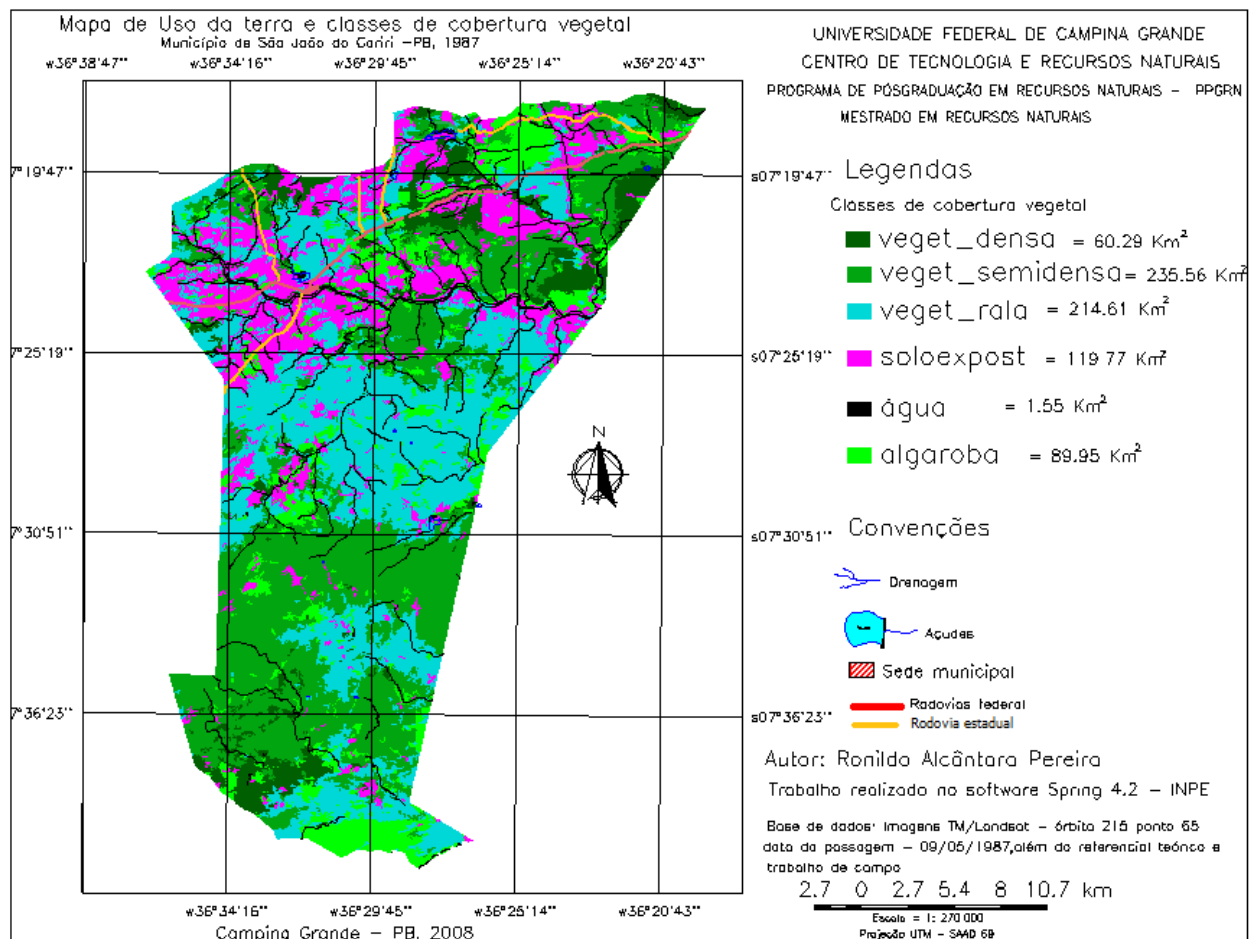 Mapa de Uso da terra e classes de cobertura vegetal
Município de São João do Cariri -PB, 1987
w36°38'47'' w36°34'16'' w36°29'45'' w36°25'14'' w36°20'43''
7°19'47''
7°25'19''
7°30'51''
7°36'23''
s07°19'47''
s07°25'19''
s07°30'51''
s07°36'23''
N
w36°34'16'' w36°29'45'' w36°25'14'' w36°20'43''
Campina Grande - PB, 2008
UNIVERSIDADE FEDERAL DE CAMPINA GRANDE
CENTRO DE TECNOLOGIA E RECURSOS NATURAIS
PROGRAMA DE PÓSGRADUAÇÃO EM RECURSOS NATURAIS - PPGRN
MESTRADO EM RECURSOS NATURAIS
Legendas
Classes de cobertura vegetal
veget_densa = 60.29 Km²
veget_semidensa= 235.56 Km²
veget_rala = 214.61 Km²
soloexpost = 119.77 Km²
água = 1.55 Km²
algaroba = 89.95 Km²
Convenções
Drenagem
Açudes
Sede municipal
Rodovias federal
Rodovia estadual
Autor: Ronildo Alcântara Pereira
Trabalho realizado no software Spring 4.2 - INPE
Base de dados: Imagens TM/Landsat - órbita 215 ponto 65
data da passagem - 09/05/1987,além do referencial teórico e
trabalho de campo
2.7 0 2.7 5.4 8 10.7 km
Escala = 1: 270 000
Projeção UTM - SAAD 69